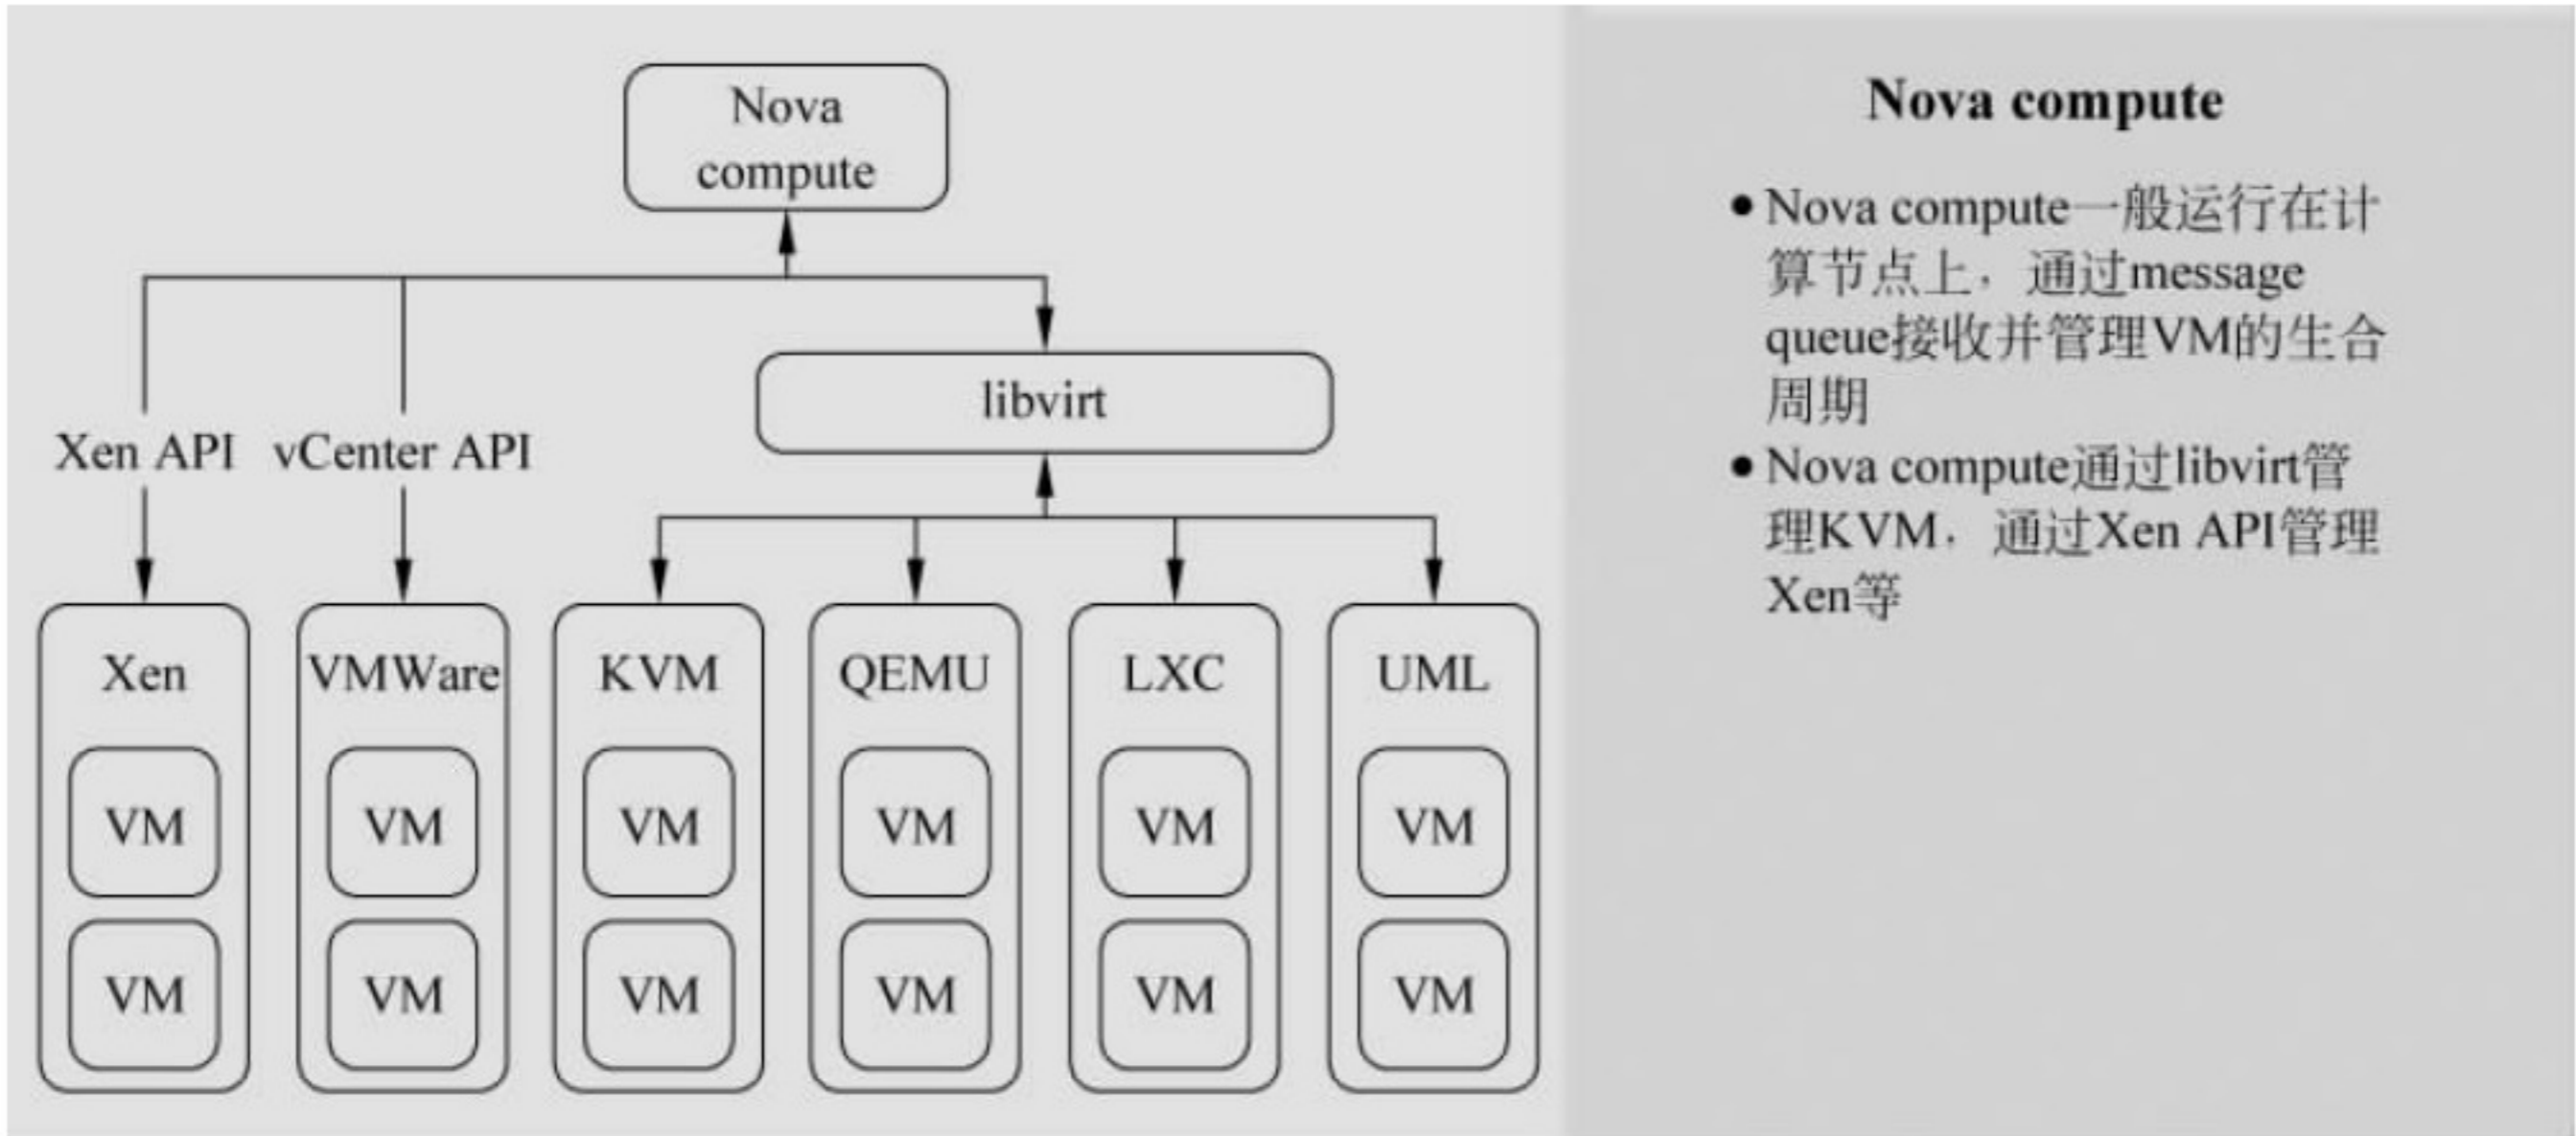 Nova
compute
libvirt
Xen API vCenter API
Xen VMWare KVM QEMU LXC UML
VM VM VM VM VM VM
VM VM VM VM VM VM
Nova compute
●Nova compute一般运行在计
算节点上，通过message
queue接收并管理VM的生合
周期
●Nova compute通过libvirt管
理KVM，通过Xen API管理
Xen等